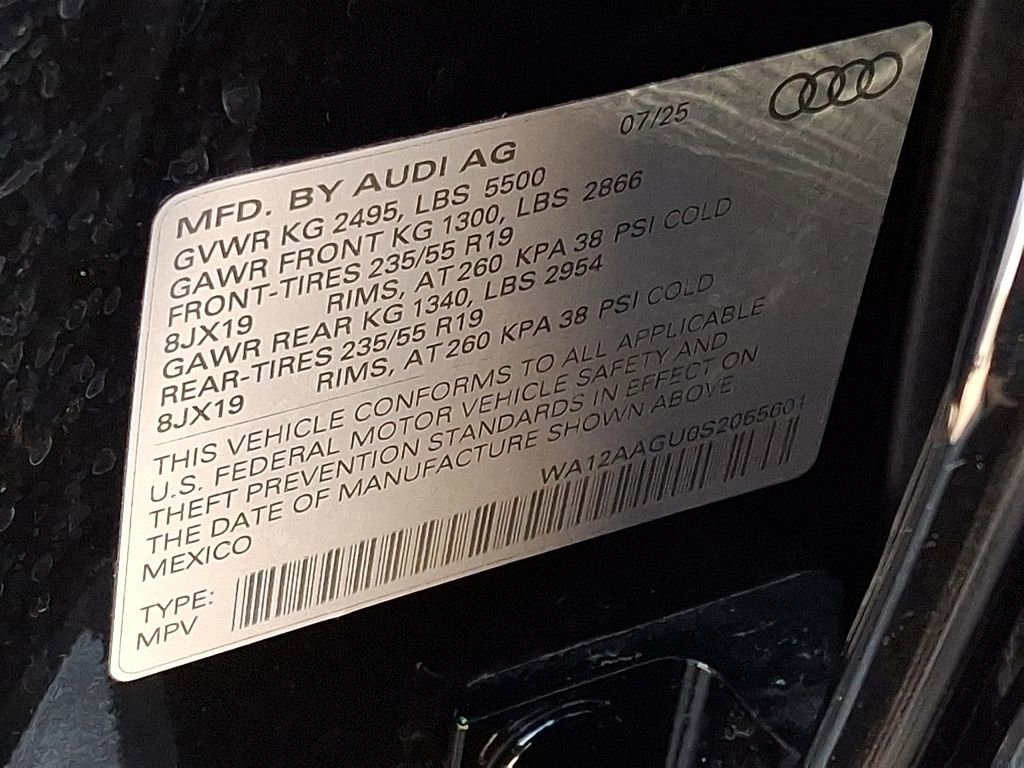 07/25
MFD. BY AUDI AG
GVWR KG 2495, LBS 5500
GAWR FRONT KG 1300, LBS 2866
FRONT-TIRES 235/55 R19
8JX19 RIMS, AT 260 KPA 38 PSI COLD
GAWR REAR KG 1340, LBS 2954
REAR-TIRES 235/55 R19
8JX19 RIMS, AT 260 KPA 38 PSI COLD
THIS VEHICLE CONFORMS TO ALL APPLICABLE
U.S. FEDERAL MOTOR VEHICLE SAFETY AND
THEFT PREVENTION STANDARDS IN EFFECT ON
THE DATE OF MANUFACTURE SHOWN ABOVE
MEXICO WA12AAGU0S2065601
TYPE:
MPV